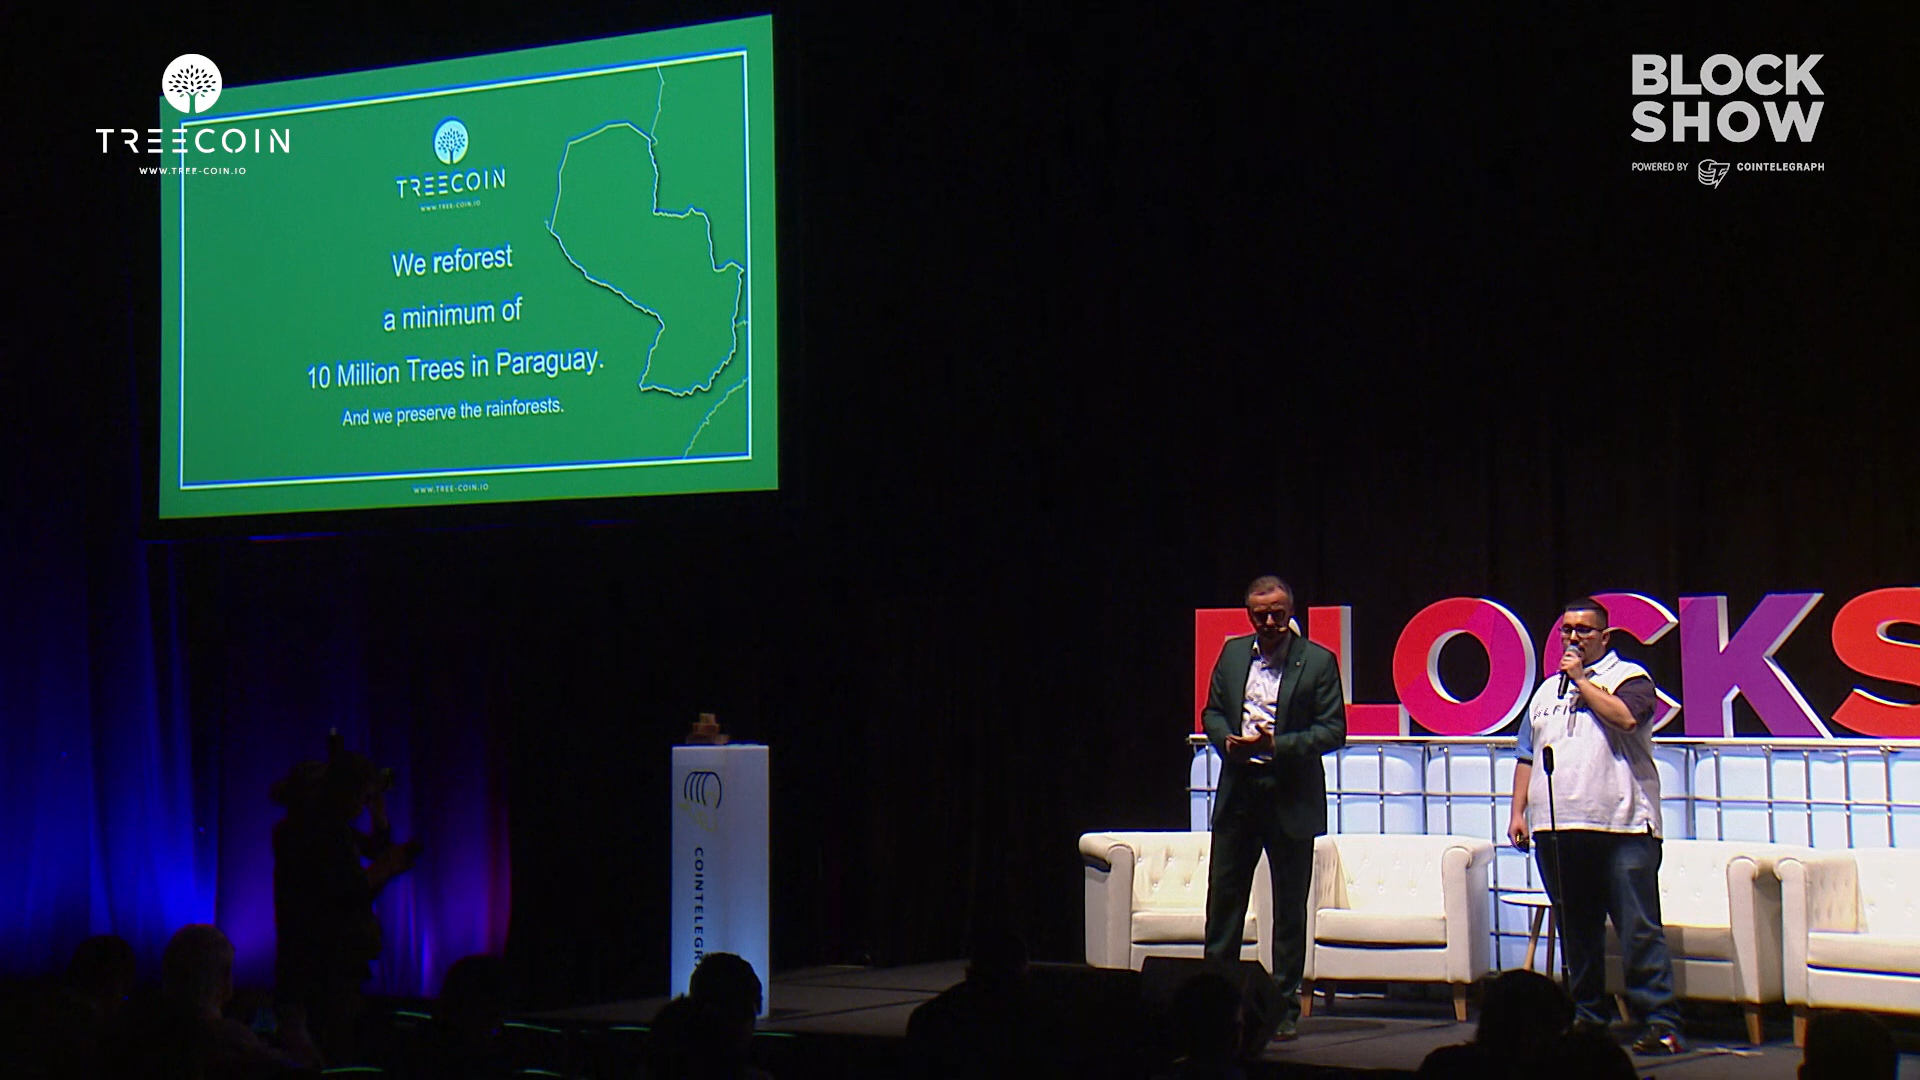 TREECOIN
WWW.TREE-COIN.IO
BLOCK
SHOW
POWERED BY COINTELEGRAPH
TREECOIN
WWW.TREE-COIN.IO
We reforest
a minimum of
10 Million Trees in Paraguay.
And we preserve the rainforests.
WWW.TREE-COIN.IO
BLOCKS
COINTELEGR